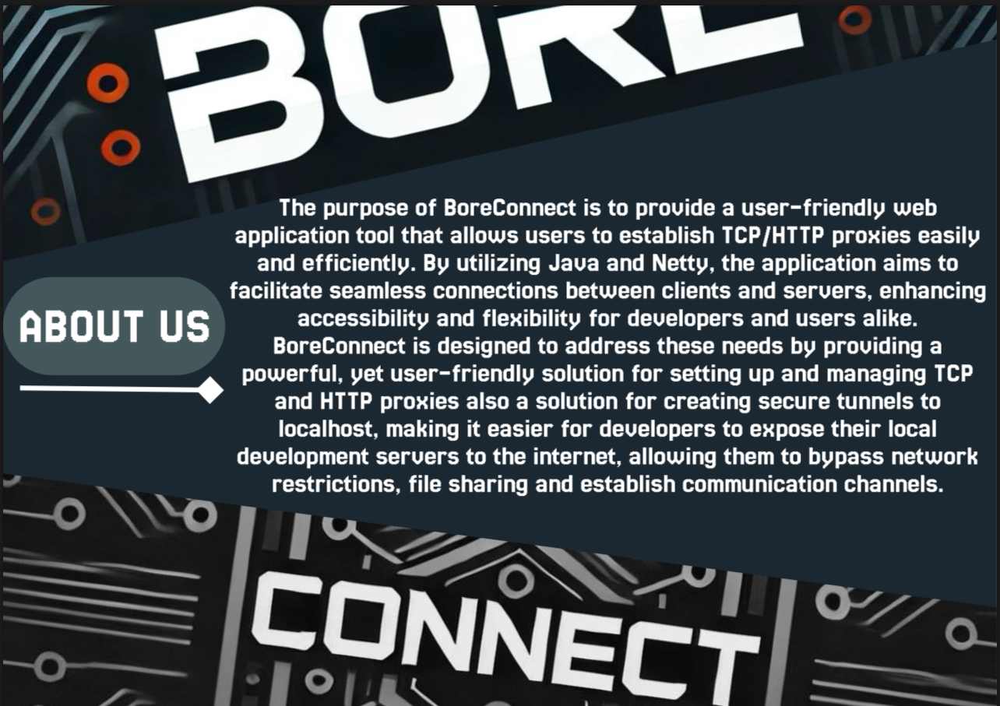 BORE
The purpose of BoreConnect is to provide a user-friendly web
application tool that allows users to establish TCP/HTTP proxies easily
and efficiently. By utilizing Java and Netty, the application aims to
facilitate seamless connections between clients and servers, enhancing
accessibility and flexibility for developers and users alike.
BoreConnect is designed to address these needs by providing a
powerful, yet user-friendly solution for setting up and managing TCP
and HTTP proxies also a solution for creating secure tunnels to
localhost, making it easier for developers to expose their local
development servers to the internet, allowing them to bypass network
restrictions, file sharing and establish communication channels.
ABOUT US
CONNECT